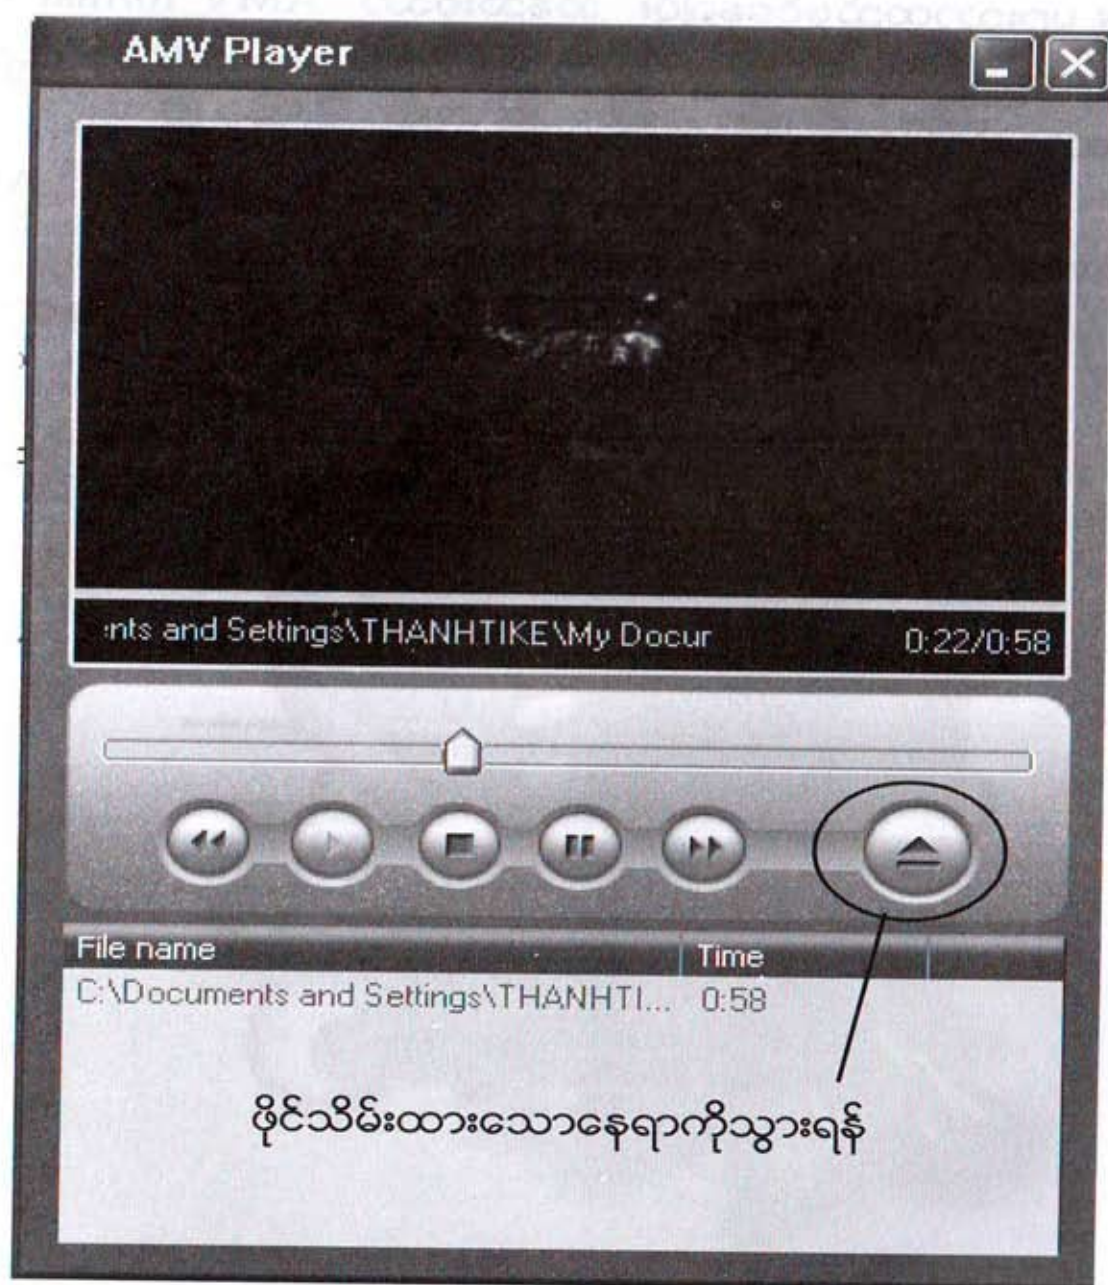 AMV Player
nts and Settings\THANHTIKE\My Docur
0:22/0:58
File name Time
C:\Documents and Settings\THANHTI... 0:58
ဖိုင်သိမ်းထားသောနေရာကိုသွားရန်